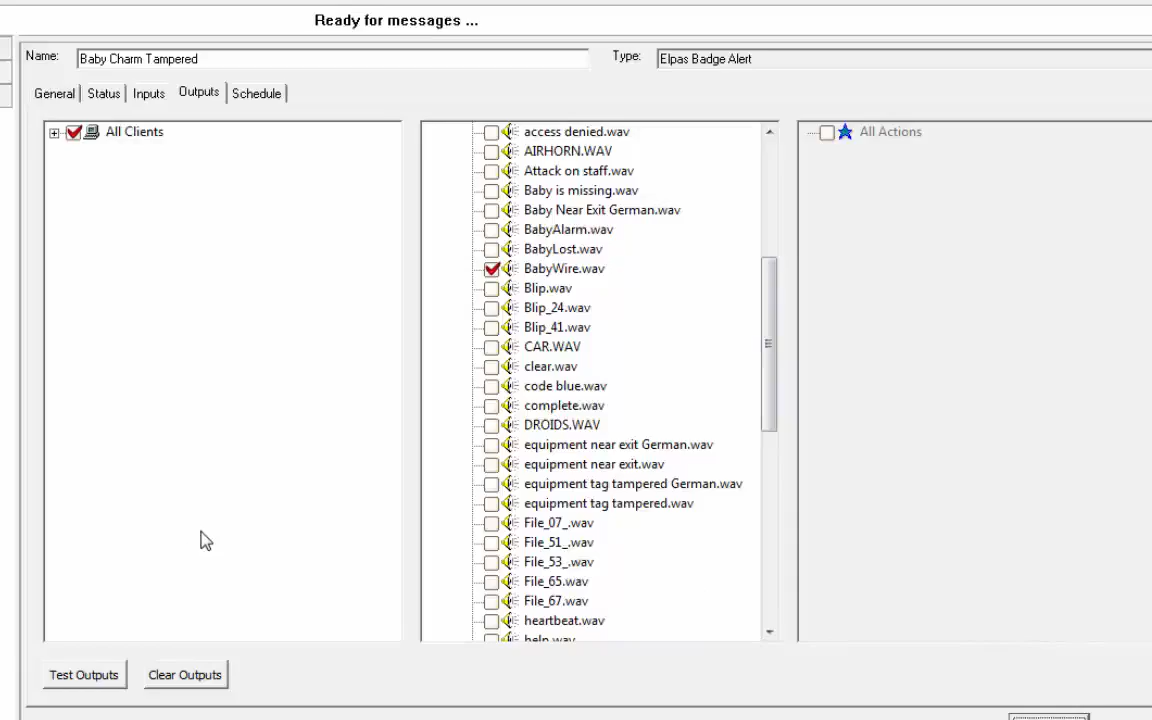 Ready for messages ...
Name: Baby Charm Tampered Type: Elpas Badge Alert
General Status Inputs Outputs Schedule
All Clients
access denied.wav
AIRHORN.WAV
Attack on staff.wav
Baby is missing.wav
Baby Near Exit German.wav
BabyAlarm.wav
BabyLost.wav
BabyWire.wav
Blip.wav
Blip_24.wav
Blip_41.wav
CAR.WAV
clear.wav
code blue.wav
complete.wav
DROIDS.WAV
equipment near exit German.wav
equipment near exit.wav
equipment tag tampered German.wav
equipment tag tampered.wav
File_07_.wav
File_51_.wav
File_53_.wav
File_65.wav
File_67.wav
heartbeat.wav
help.wav
All Actions
Test Outputs Clear Outputs